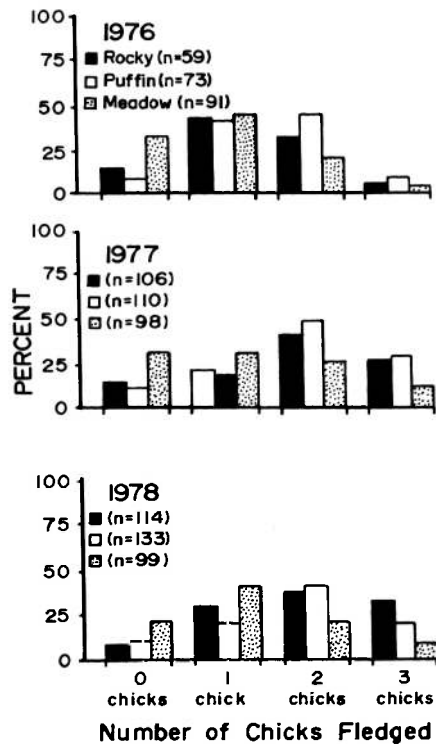 1976
100
75
50
25
0
Rocky (n=59)
Puffin (n=73)
Meadow (n=91)
1977
100
75
50
25
0
(n=106)
(n=110)
(n=98)
PERCENT
1978
100
75
50
25
0
(n=114)
(n=133)
(n=99)
0 1 2 3
chicks chick chicks chicks
Number of Chicks Fledged